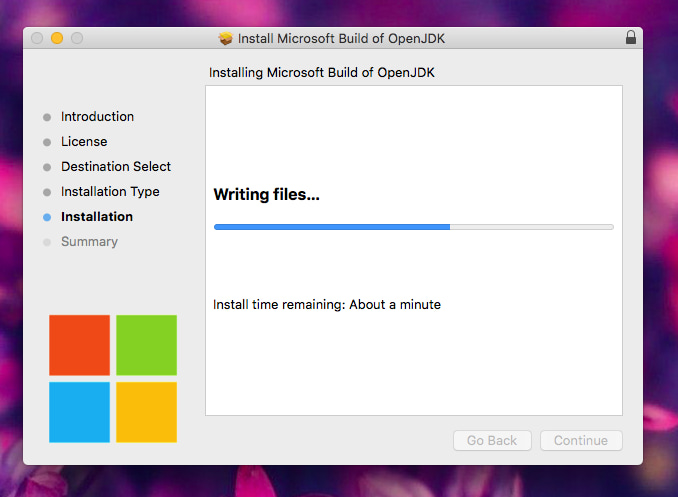 Install Microsoft Build of OpenJDK
Installing Microsoft Build of OpenJDK
Introduction
License
Destination Select
Installation Type
Installation
Summary
Writing files...
Install time remaining: About a minute
Go Back
Continue